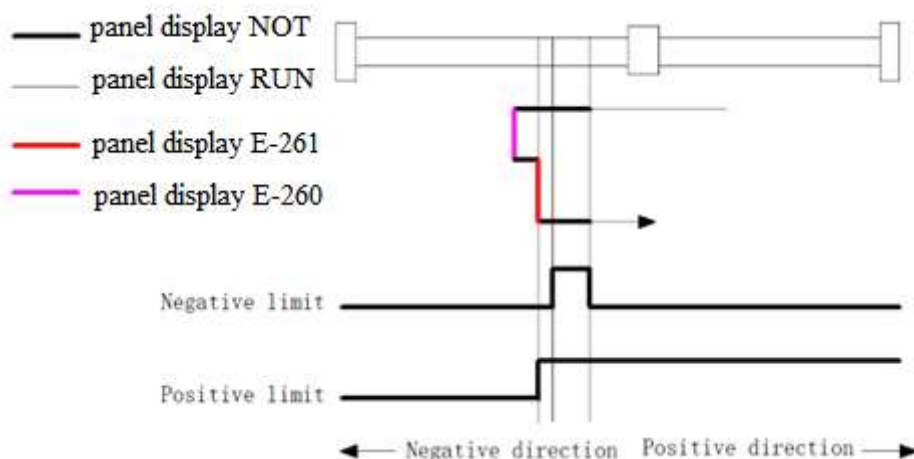 panel display NOT
panel display RUN
panel display E-261
panel display E-260
Negative limit
Positive limit
Negative direction Positive direction